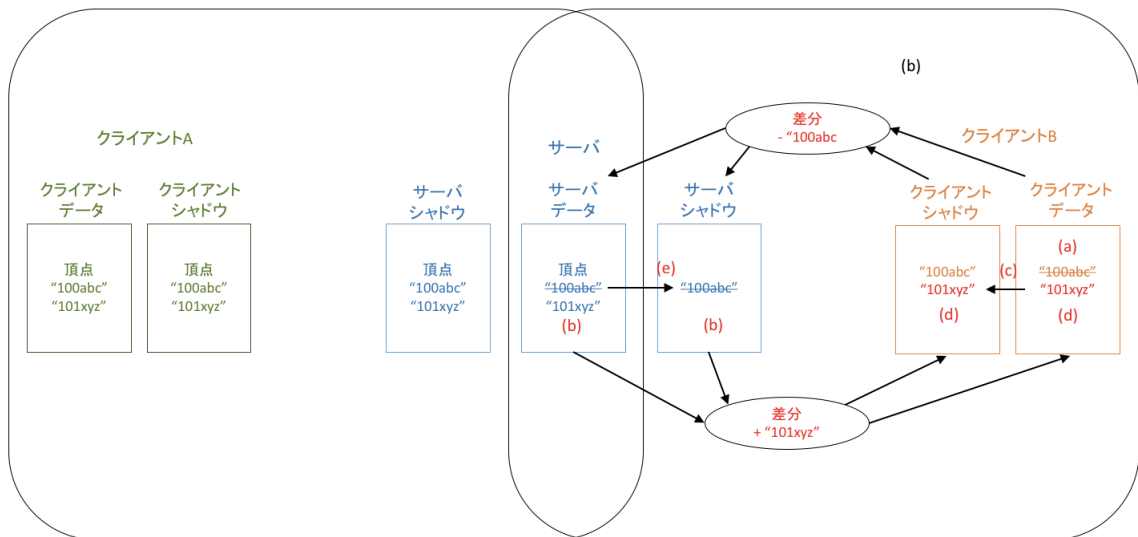 (b)
差分
- “100abc
クライアントA
サーバ
クライアントB
クライアント
データ
クライアント
シャドウ
サーバ
シャドウ
サーバ
データ
サーバ
シャドウ
クライアント
シャドウ
クライアント
データ
頂点
“100abc”
“101xyz”
頂点
“100abc”
“101xyz”
頂点
“100abc”
“101xyz”
頂点
“100abc”
“101xyz”
(b)
(e)
“100abc”
(b)
“100abc”
“101xyz”
(d)
(c)
(a)
“100abc”
“101xyz”
(d)
差分
+ “101xyz”